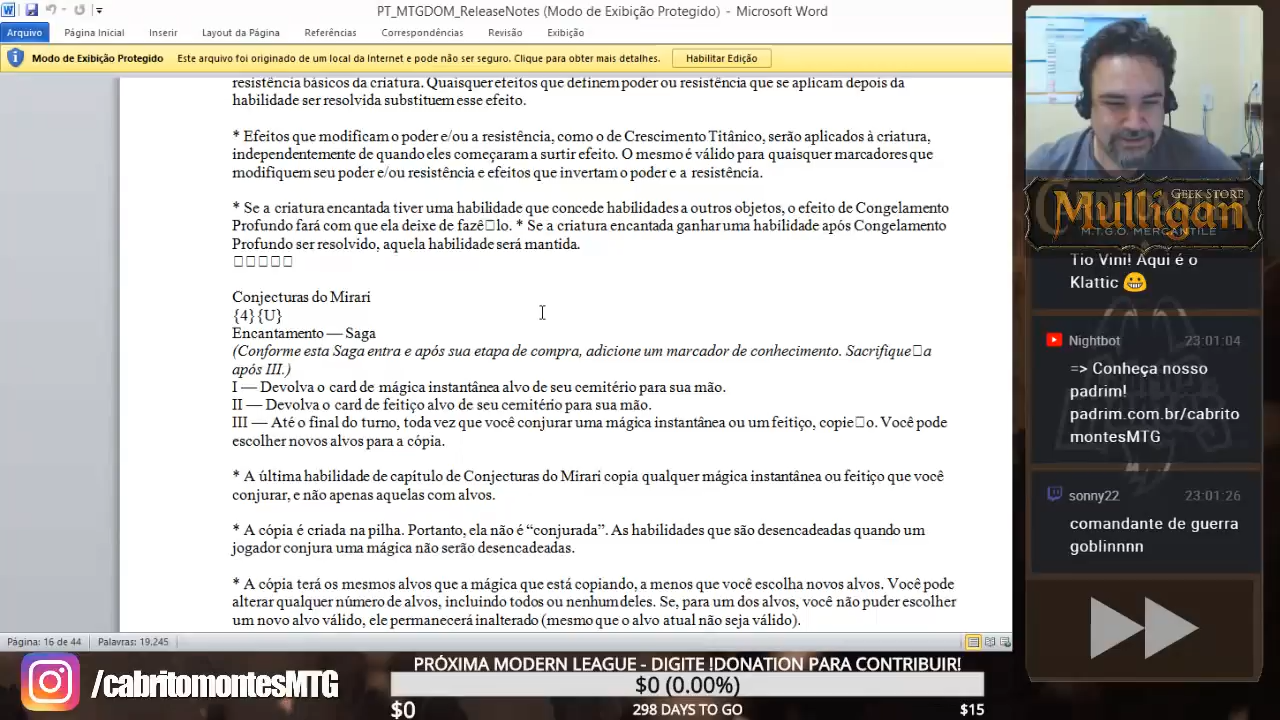 PT_MTGDOM_ReleaseNotes (Modo de Exibição Protegido) - Microsoft Word
Arquivo Página Inicial Inserir Layout da Página Referências Correspondências Revisão Exibição
Modo de Exibição Protegido Este arquivo foi originado de um local da Internet e pode não ser seguro. Clique para obter mais detalhes. Habilitar Edição
resistência básicos da criatura. Quaisquer efeitos que definem poder ou resistência que se aplicam depois da
habilidade ser resolvida substituem esse efeito.
* Efeitos que modificam o poder e/ou a resistência, como o de Crescimento Titânico, serão aplicados à criatura,
independentemente de quando eles começaram a surtir efeito. O mesmo é válido para quaisquer marcadores que
modifiquem seu poder e/ou resistência e efeitos que invertam o poder e a resistência.
* Se a criatura encantada tiver uma habilidade que concede habilidades a outros objetos, o efeito de Congelamento
Profundo fará com que ela deixe de fazê□lo. * Se a criatura encantada ganhar uma habilidade após Congelamento
Profundo ser resolvido, aquela habilidade será mantida.
□□□□□
Conjecturas do Mirari
{4}{U}
Encantamento — Saga
(Conforme esta Saga entra e após sua etapa de compra, adicione um marcador de conhecimento. Sacrifique□a
após III.)
I — Devolva o card de mágica instantânea alvo de seu cemitério para sua mão.
II — Devolva o card de feitiço alvo de seu cemitério para sua mão.
III — Até o final do turno, toda vez que você conjurar uma mágica instantânea ou um feitiço, copie□o. Você pode
escolher novos alvos para a cópia.
* A última habilidade de capítulo de Conjecturas do Mirari copia qualquer mágica instantânea ou feitiço que você
conjurar, e não apenas aquelas com alvos.
* A cópia é criada na pilha. Portanto, ela não é “conjurada”. As habilidades que são desencadeadas quando um
jogador conjura uma mágica não serão desencadeadas.
* A cópia terá os mesmos alvos que a mágica que está copiando, a menos que você escolha novos alvos. Você pode
alterar qualquer número de alvos, incluindo todos ou nenhum deles. Se, para um dos alvos, você não puder escolher
um novo alvo válido, ele permanecerá inalterado (mesmo que o alvo atual não seja válido).
Página: 16 de 44 Palavras: 19.245
Mulligan
GEEK STORE
M.T.G.O. MERCANTILE
Tio Vini! Aqui é o
Klattic 😀
Nightbot 23:01:04
=> Conheça nosso
padrim!
padrim.com.br/cabrito
montesMTG
sonny22 23:01:26
comandante de guerra
goblinnnn
/cabritomontesMTG
PRÓXIMA MODERN LEAGUE - DIGITE !DONATION PARA CONTRIBUIR!
$0 (0.00%)
$0 298 DAYS TO GO $15